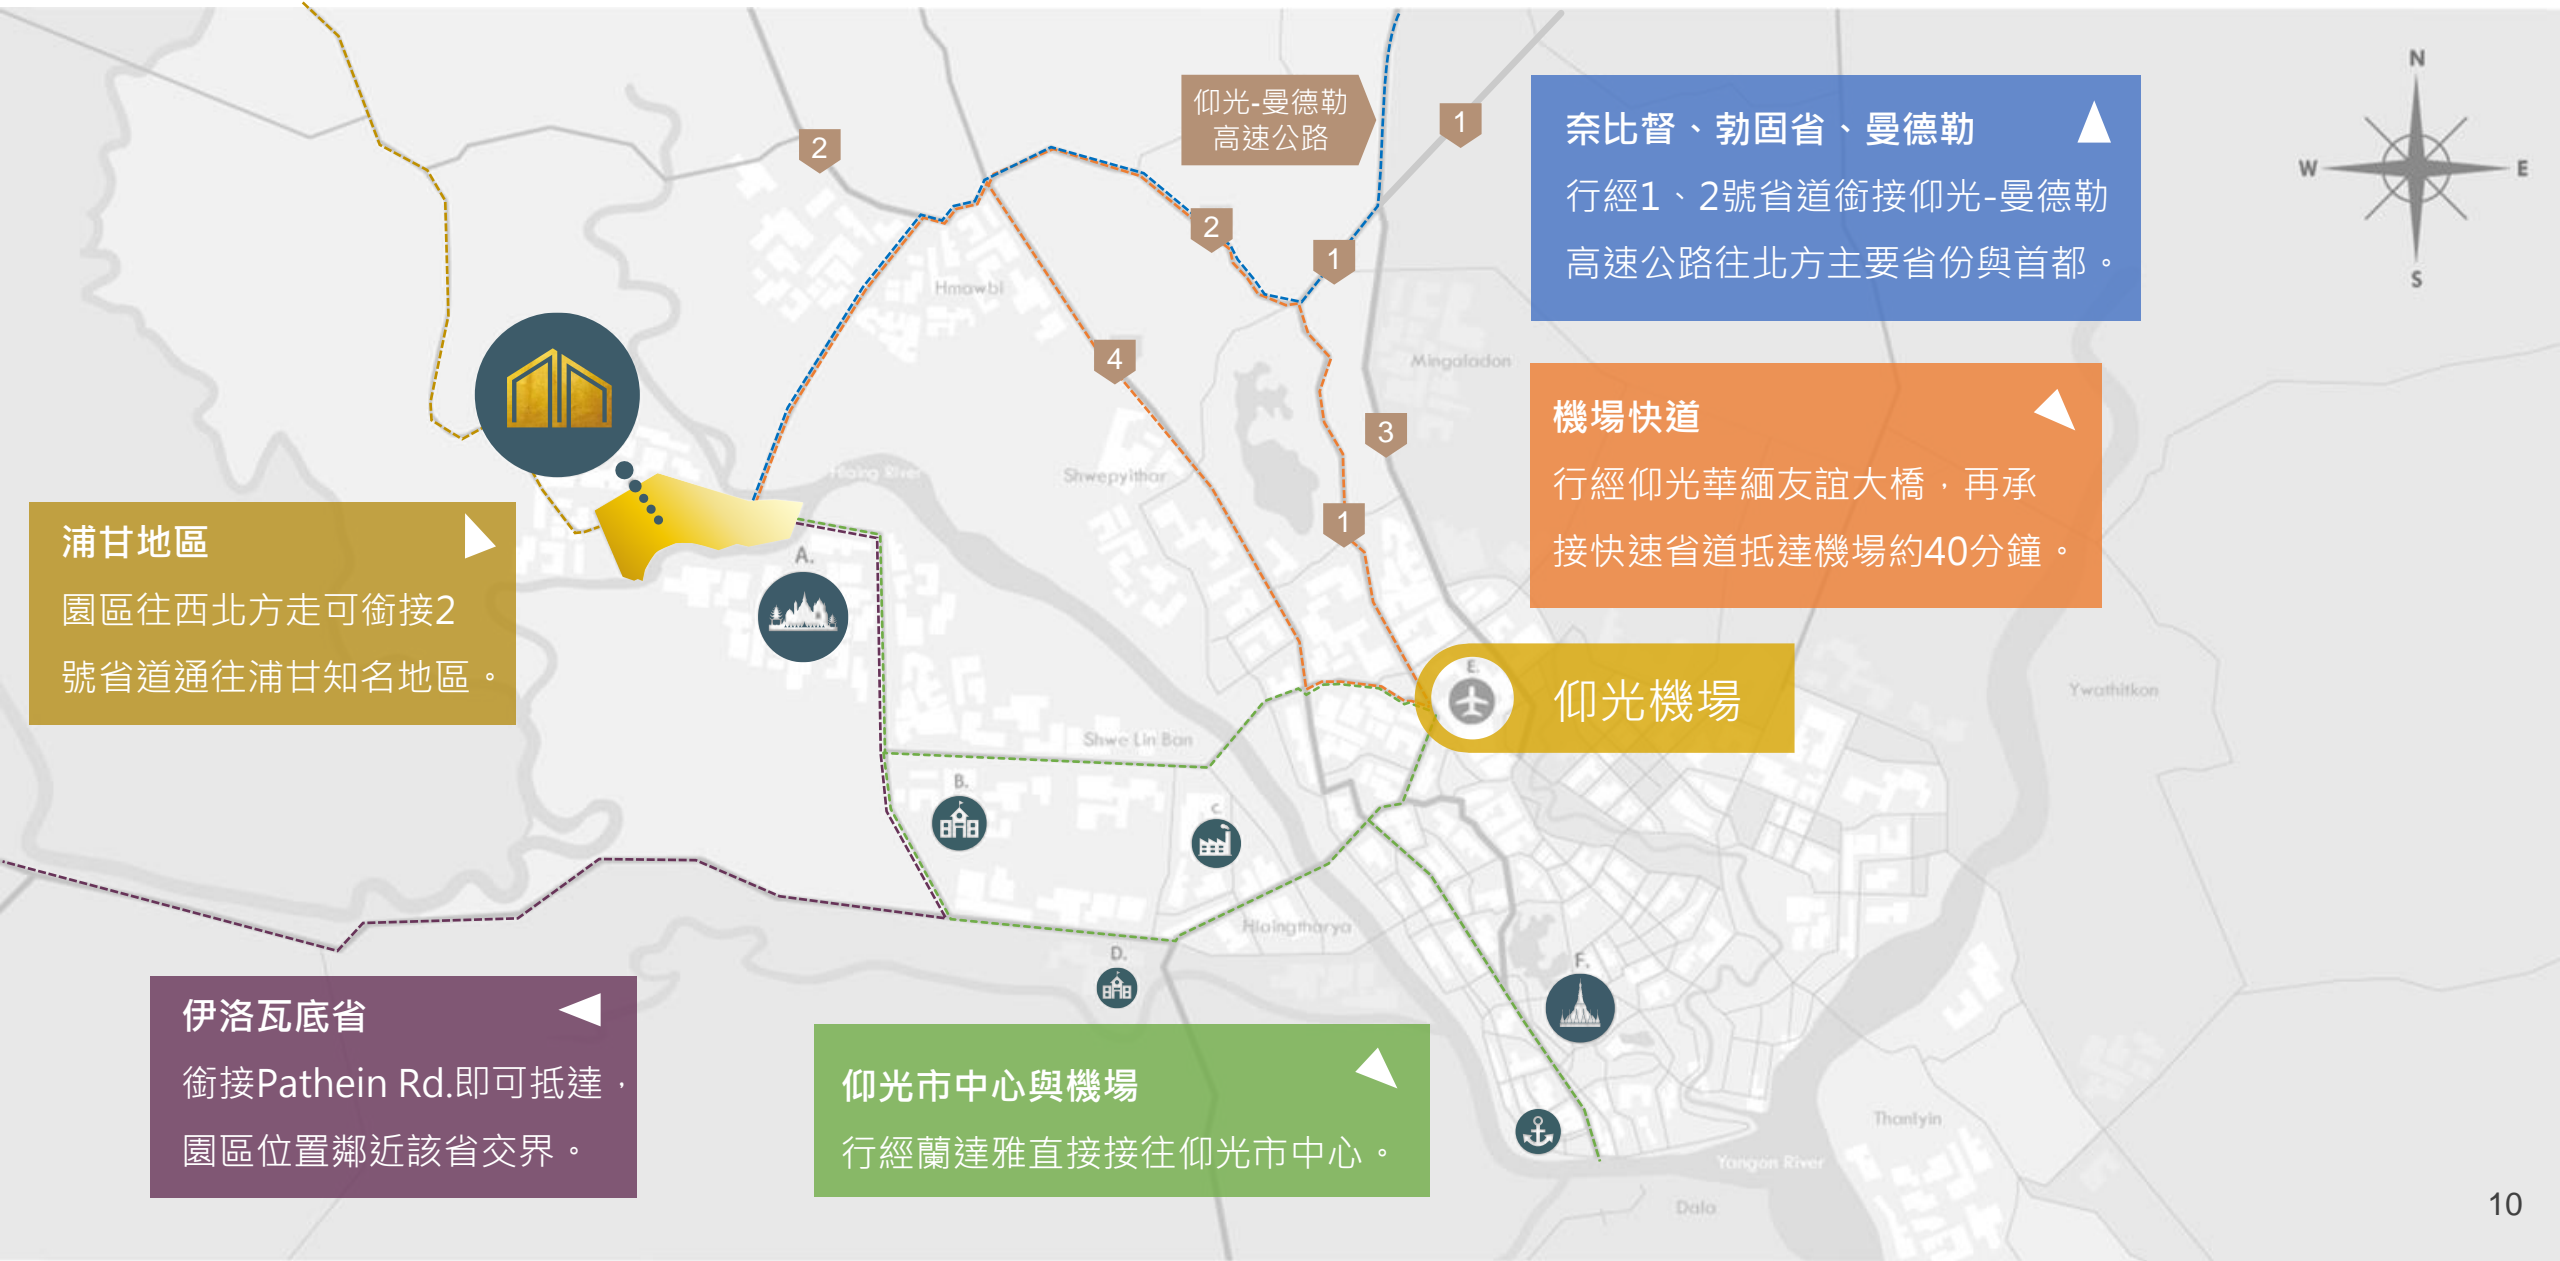 N
W
E
S
仰光-曼德勒
高速公路
1
2
2
1
4
3
1
奈比督、勃固省、曼德勒
行經1、2號省道銜接仰光-曼德勒
高速公路往北方主要省份與首都。
Hmawbi
Mingaladon
機場快道
行經仰光華緬友誼大橋，再承
接快速省道抵達機場約40分鐘。
Hlaing River
Shwepyithar
浦甘地區
園區往西北方走可銜接2
號省道通往浦甘知名地區。
A.
E.
仰光機場
Ywathitkon
Shwe Lin Ban
B.
C.
Hlaingtharya
D.
F.
伊洛瓦底省
銜接Pathein Rd.即可抵達，
園區位置鄰近該省交界。
仰光市中心與機場
行經蘭達雅直接接往仰光市中心。
Thanlyin
Yangon River
Dala
10